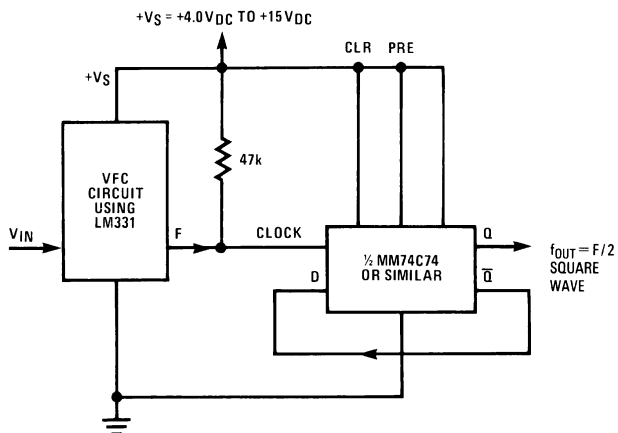 +VS = +4.0VDC TO +15VDC
CLR PRE
+VS
47k
VFC
CIRCUIT
USING
LM331
VIN
F
CLOCK
Q
½ MM74C74
OR SIMILAR
D
Q̅
fOUT = F/2
SQUARE
WAVE